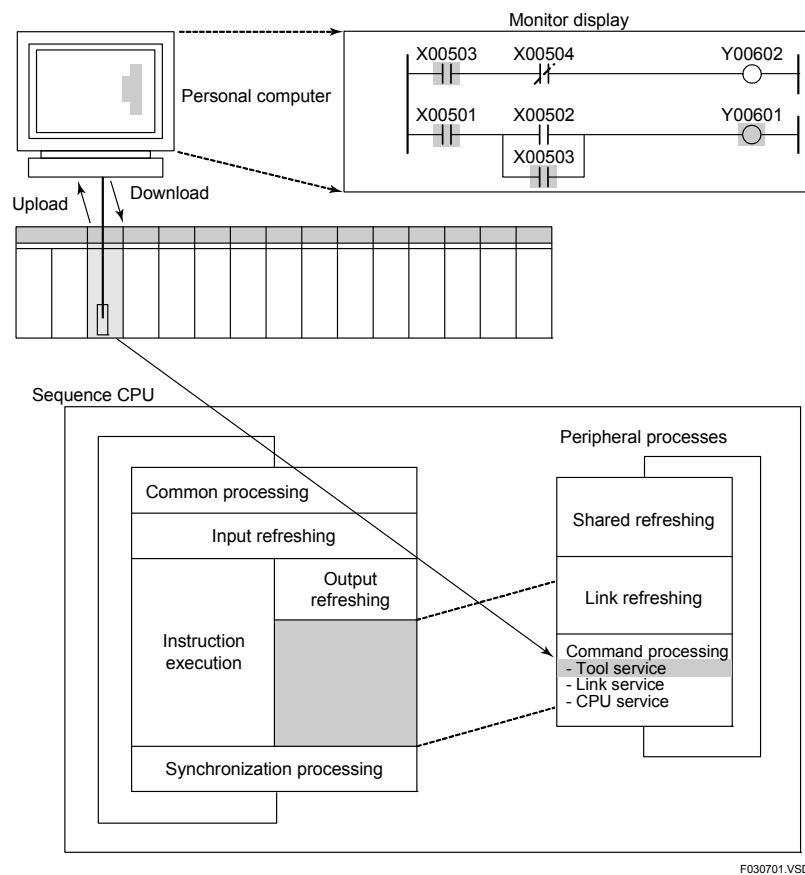 Monitor display
X00503 X00504 Y00602
Personal computer
X00501 X00502 Y00601
X00503
Upload
Download
Sequence CPU
Peripheral processes
Common processing
Input refreshing
Output
refreshing
Instruction
execution
Synchronization processing
Shared refreshing
Link refreshing
Command processing
- Tool service
- Link service
- CPU service
F030701.VSD